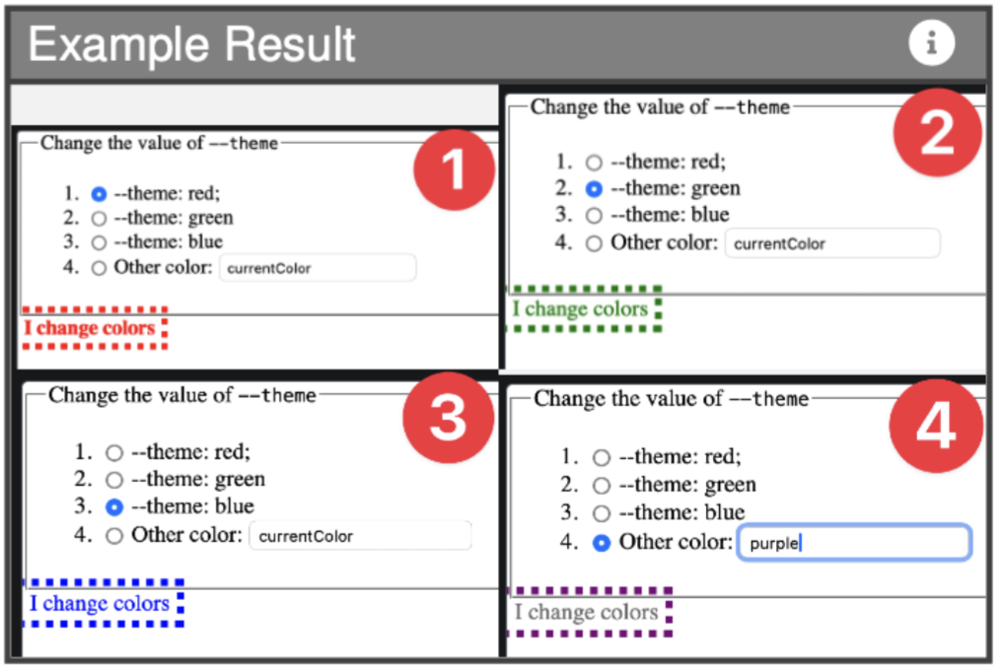 Example Result
i
Change the value of --theme
1
1. --theme: red;
2. --theme: green
3. --theme: blue
4. Other color: currentColor
I change colors
Change the value of --theme
2
1. --theme: red;
2. --theme: green
3. --theme: blue
4. Other color: currentColor
I change colors
Change the value of --theme
3
1. --theme: red;
2. --theme: green
3. --theme: blue
4. Other color: currentColor
I change colors
Change the value of --theme
4
1. --theme: red;
2. --theme: green
3. --theme: blue
4. Other color: purple
I change colors